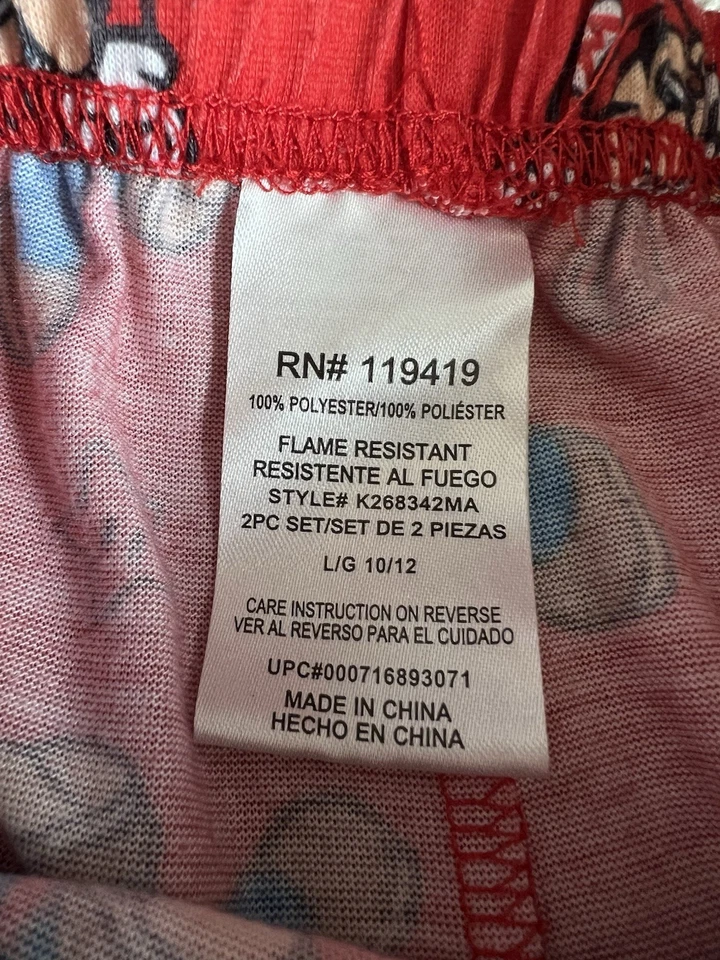 RN# 119419
100% POLYESTER/100% POLIÉSTER
FLAME RESISTANT
RESISTENTE AL FUEGO
STYLE# K268342MA
2PC SET/SET DE 2 PIEZAS
L/G 10/12
CARE INSTRUCTION ON REVERSE
VER AL REVERSO PARA EL CUIDADO
UPC#000716893071
MADE IN CHINA
HECHO EN CHINA